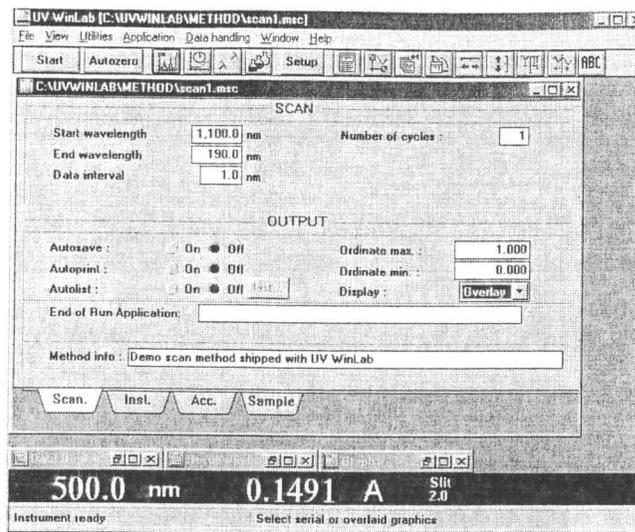 UV WinLab [C:\UVWINLAB\METHOD\scan1.msc]
File View Utilities Application Data handling Window Help
Start Autozero Setup ABC
C:\UVWINLAB\METHOD\scan1.msc
SCAN
Start wavelength 1,100.0 nm Number of cycles : 1
End wavelength 190.0 nm
Data interval 1.0 nm
OUTPUT
Autosave : On Off Ordinate max. : 1.000
Autoprint : On Off Ordinate min. : 0.000
Autolist : On Off Display : Overlay
End of Run Application:
Method info : Demo scan method shipped with UV WinLab
Scan. Inst. Acc. Sample
500.0 nm 0.1491 A Slit 2.0
Instrument ready Select serial or overlaid graphics